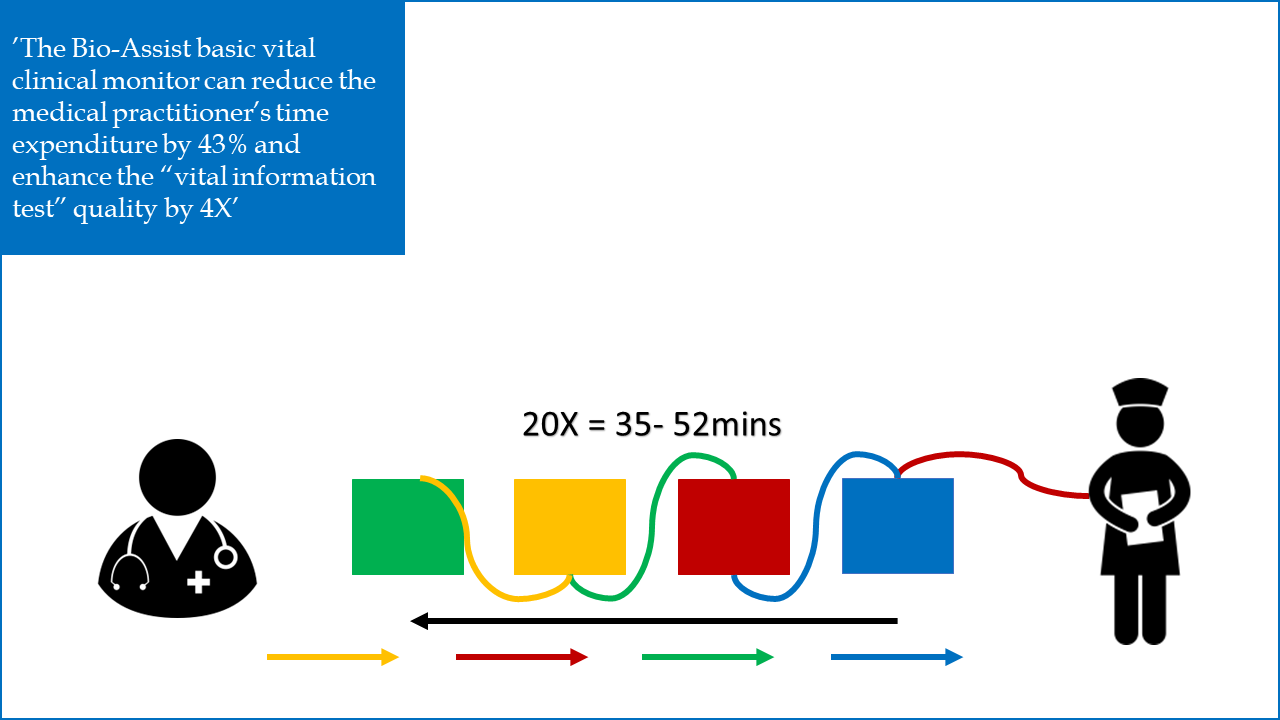 ’The Bio-Assist basic vital
clinical monitor can reduce the
medical practitioner’s time
expenditure by 43% and
enhance the “vital information
test” quality by 4X’
20X = 35- 52mins